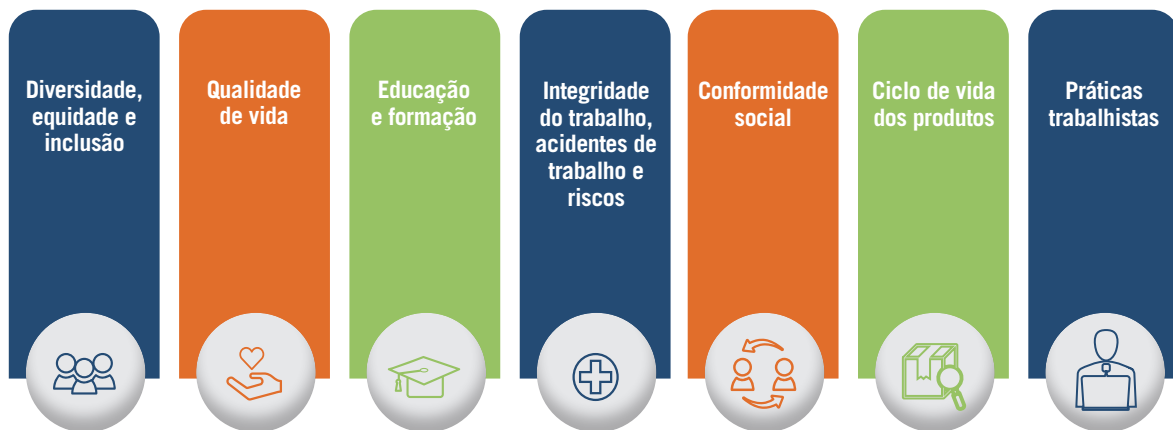 Diversidade,
equidade e
inclusão
Qualidade
de vida
Educação
e formação
Integridade
do trabalho,
acidentes de
trabalho e
riscos
Conformidade
social
Ciclo de vida
dos produtos
Práticas
trabalhistas